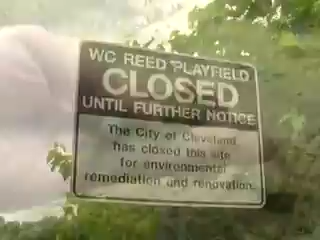 WC REED PLAYFIELD
CLOSED
UNTIL FURTHER NOTICE
The City of Cleveland
has closed this site
for environmental
remediation and renovation.